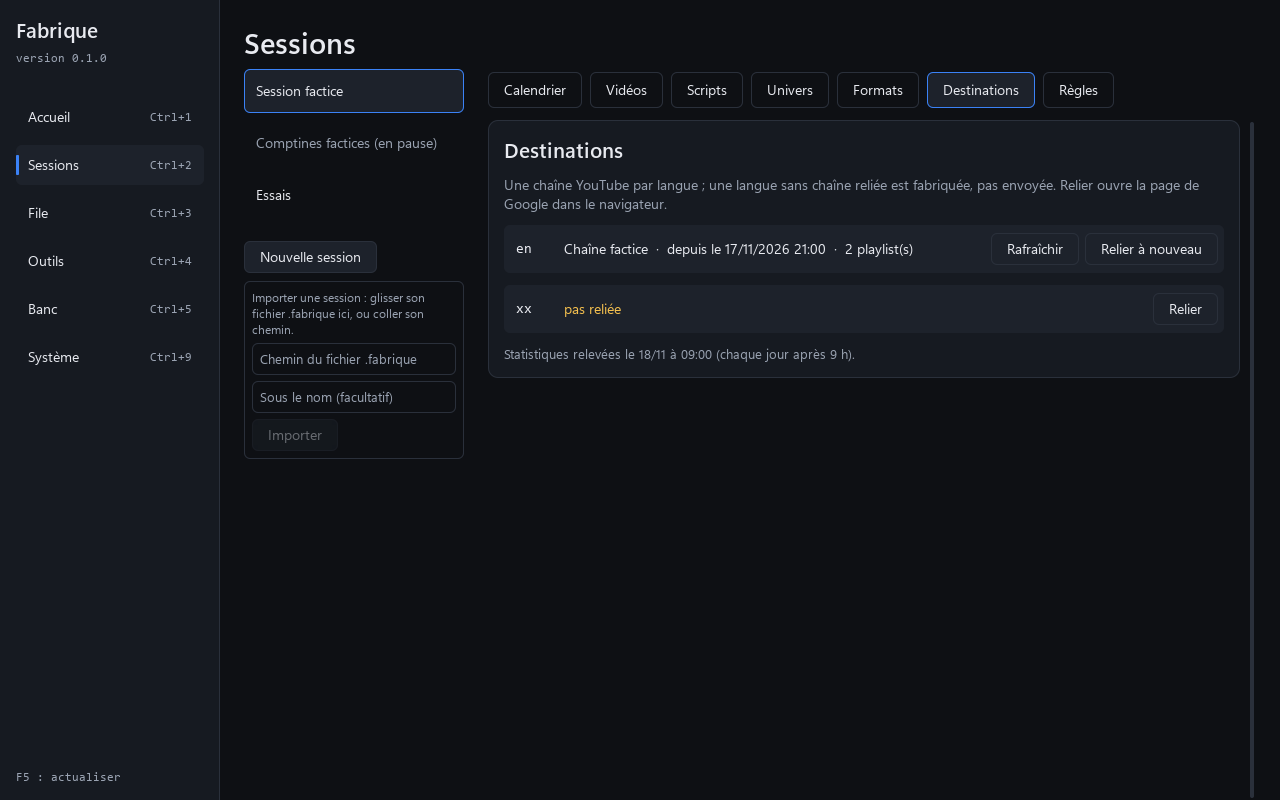 Fabrique
version 0.1.0
Accueil Ctrl+1
Sessions Ctrl+2
File Ctrl+3
Outils Ctrl+4
Banc Ctrl+5
Système Ctrl+9
F5 : actualiser
Sessions
Session factice
Comptines factices (en pause)
Essais
Nouvelle session
Importer une session : glisser son
fichier .fabrique ici, ou coller son
chemin.
Chemin du fichier .fabrique
Sous le nom (facultatif)
Importer
Calendrier Vidéos Scripts Univers Formats Destinations Règles
Destinations
Une chaîne YouTube par langue ; une langue sans chaîne reliée est fabriquée, pas envoyée. Relier ouvre la page de
Google dans le navigateur.
en Chaîne factice · depuis le 17/11/2026 21:00 · 2 playlist(s) Rafraîchir Relier à nouveau
xx pas reliée Relier
Statistiques relevées le 18/11 à 09:00 (chaque jour après 9 h).